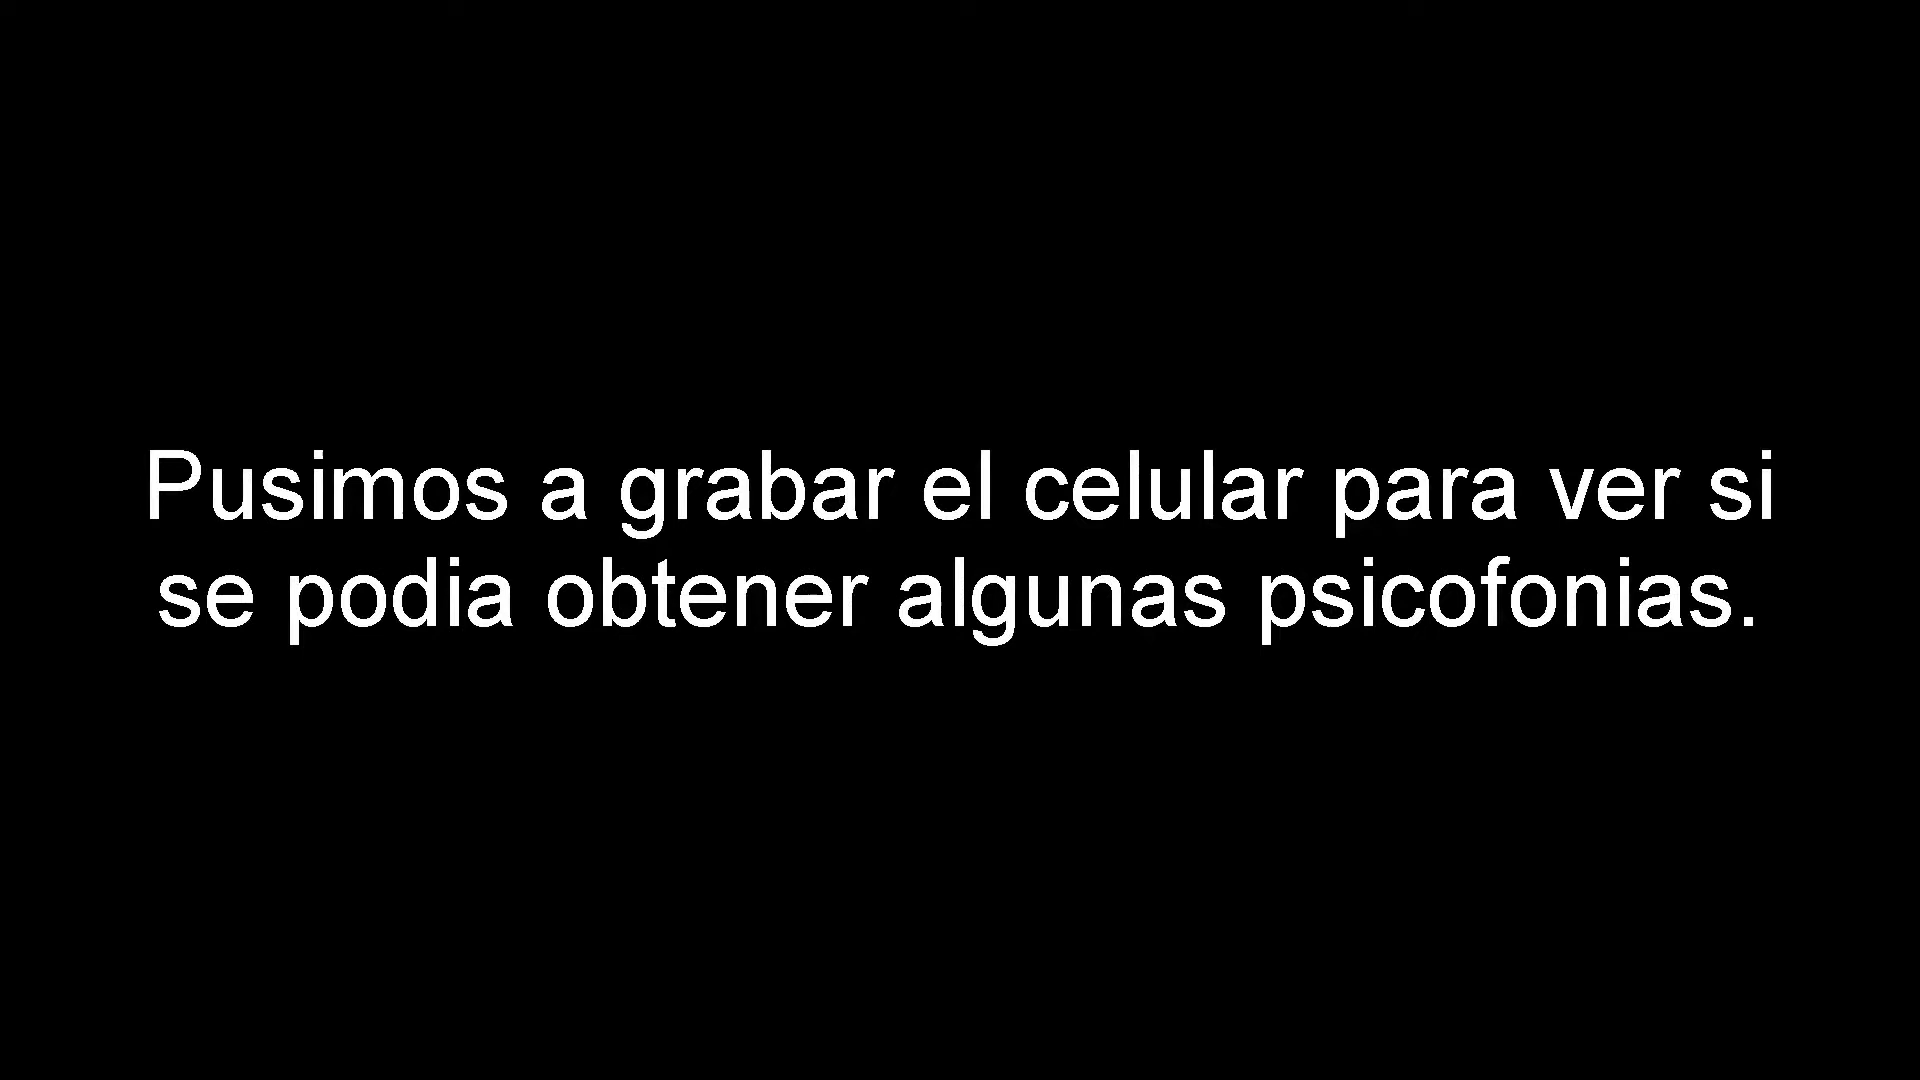 Pusimos a grabar el celular para ver si
se podia obtener algunas psicofonias.